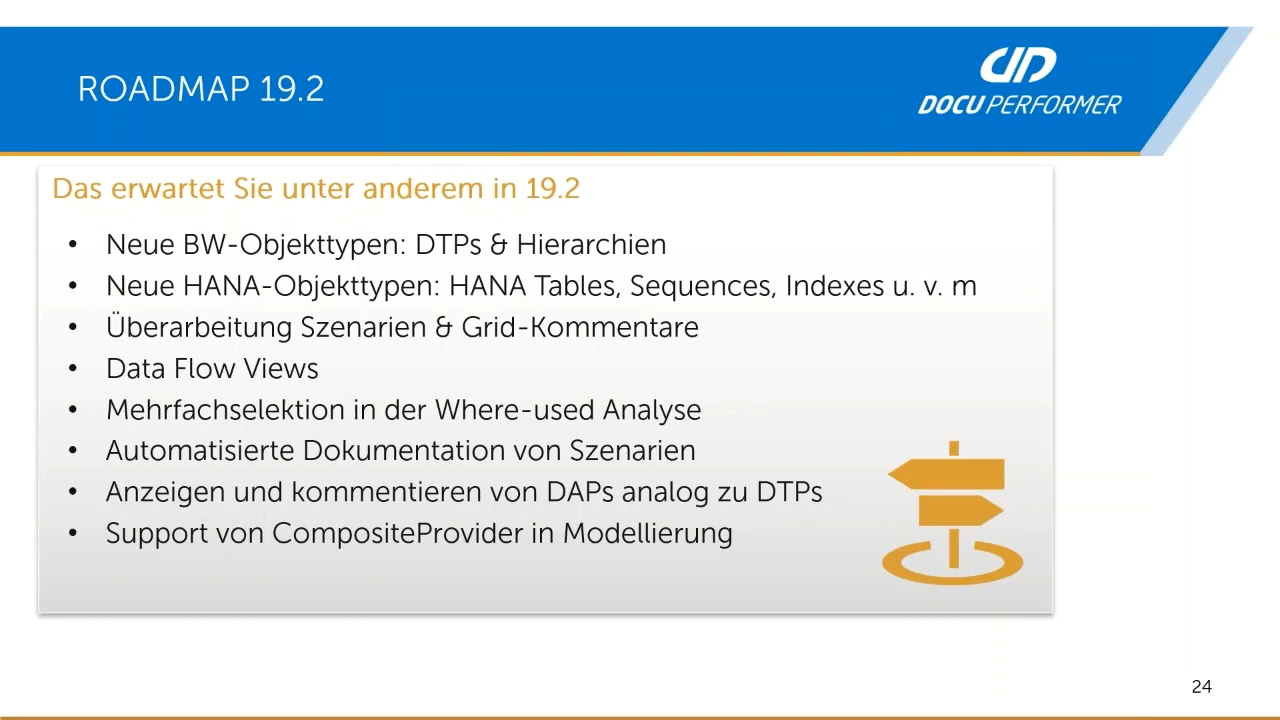 ROADMAP 19.2
DOCU PERFORMER
Das erwartet Sie unter anderem in 19.2
• Neue BW-Objekttypen: DTPs & Hierarchien
• Neue HANA-Objekttypen: HANA Tables, Sequences, Indexes u. v. m
• Überarbeitung Szenarien & Grid-Kommentare
• Data Flow Views
• Mehrfachselektion in der Where-used Analyse
• Automatisierte Dokumentation von Szenarien
• Anzeigen und kommentieren von DAPs analog zu DTPs
• Support von CompositeProvider in Modellierung
24